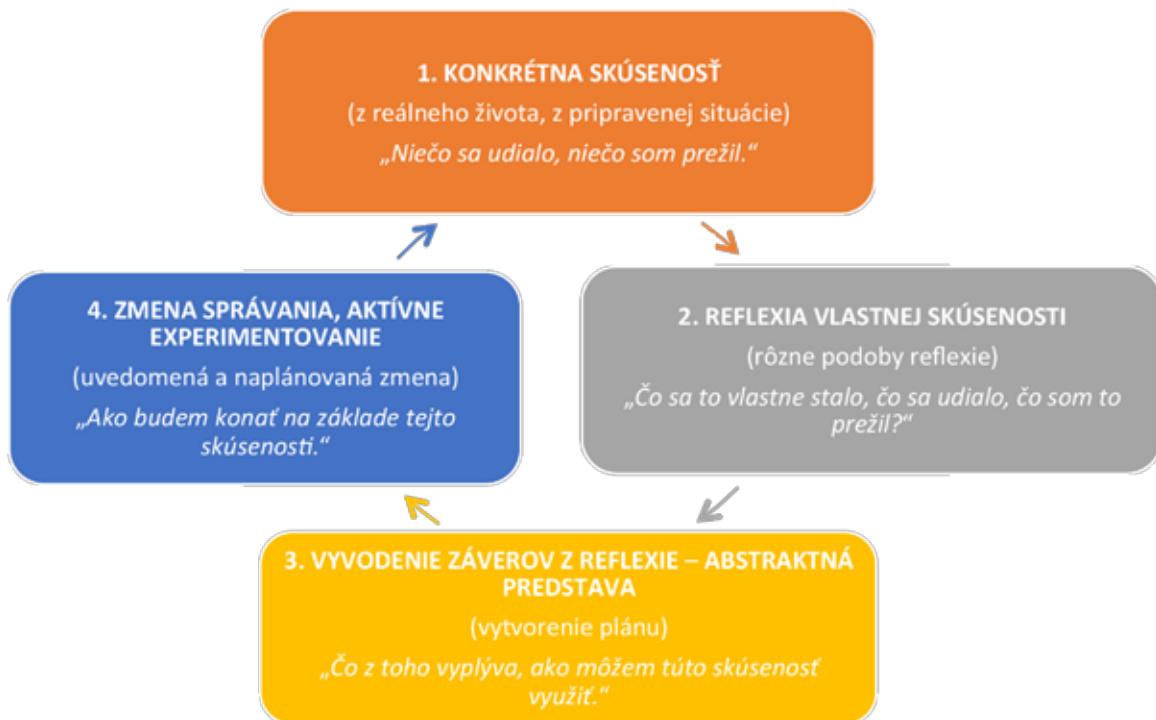 1. KONKRÉTNA SKÚSENOSŤ
(z reálneho života, z pripravenej situácie)
„Niečo sa udialo, niečo som prežil.“
2. REFLEXIA VLASTNEJ SKÚSENOSTI
(rôzne podoby reflexie)
„Čo sa to vlastne stalo, čo sa udialo, čo som to
prežil?“
3. VYVODENIE ZÁVEROV Z REFLEXIE – ABSTRAKTNÁ
PREDSTAVA
(vytvorenie plánu)
„Čo z toho vyplýva, ako môžem túto skúsenosť
využiť.“
4. ZMENA SPRÁVANIA, AKTÍVNE
EXPERIMENTOVANIE
(uvedomená a naplánovaná zmena)
„Ako budem konať na základe tejto
skúsenosti.“